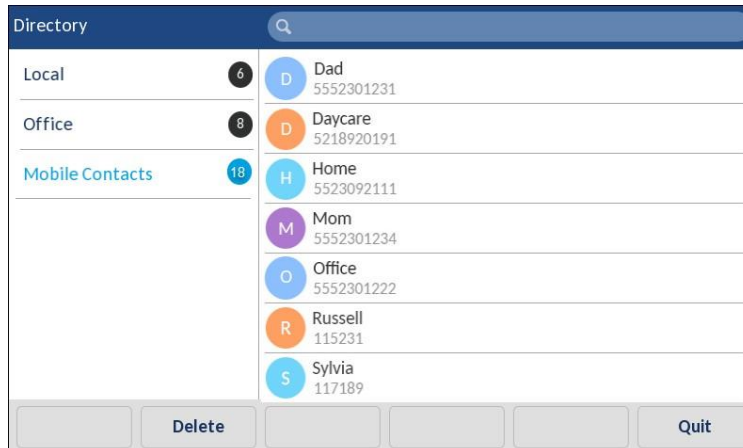 Directory
Local 6
Office 8
Mobile Contacts 18
D Dad
5552301231
D Daycare
5218920191
H Home
5523092111
M Mom
5552301234
O Office
5552301222
R Russell
115231
S Sylvia
117189
Delete Quit